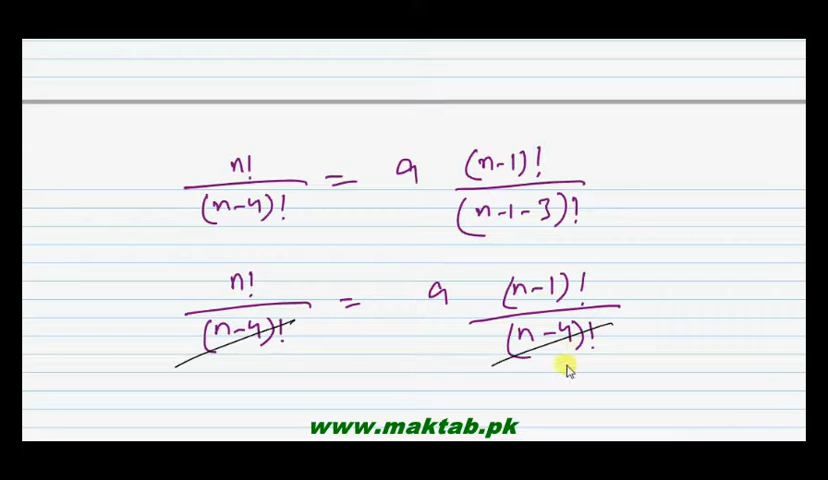 n!/(n-4)! = 9 (n-1)!/(n-1-3)!
n!/(n-4)! = 9 (n-1)!/(n-4)!
www.maktab.pk